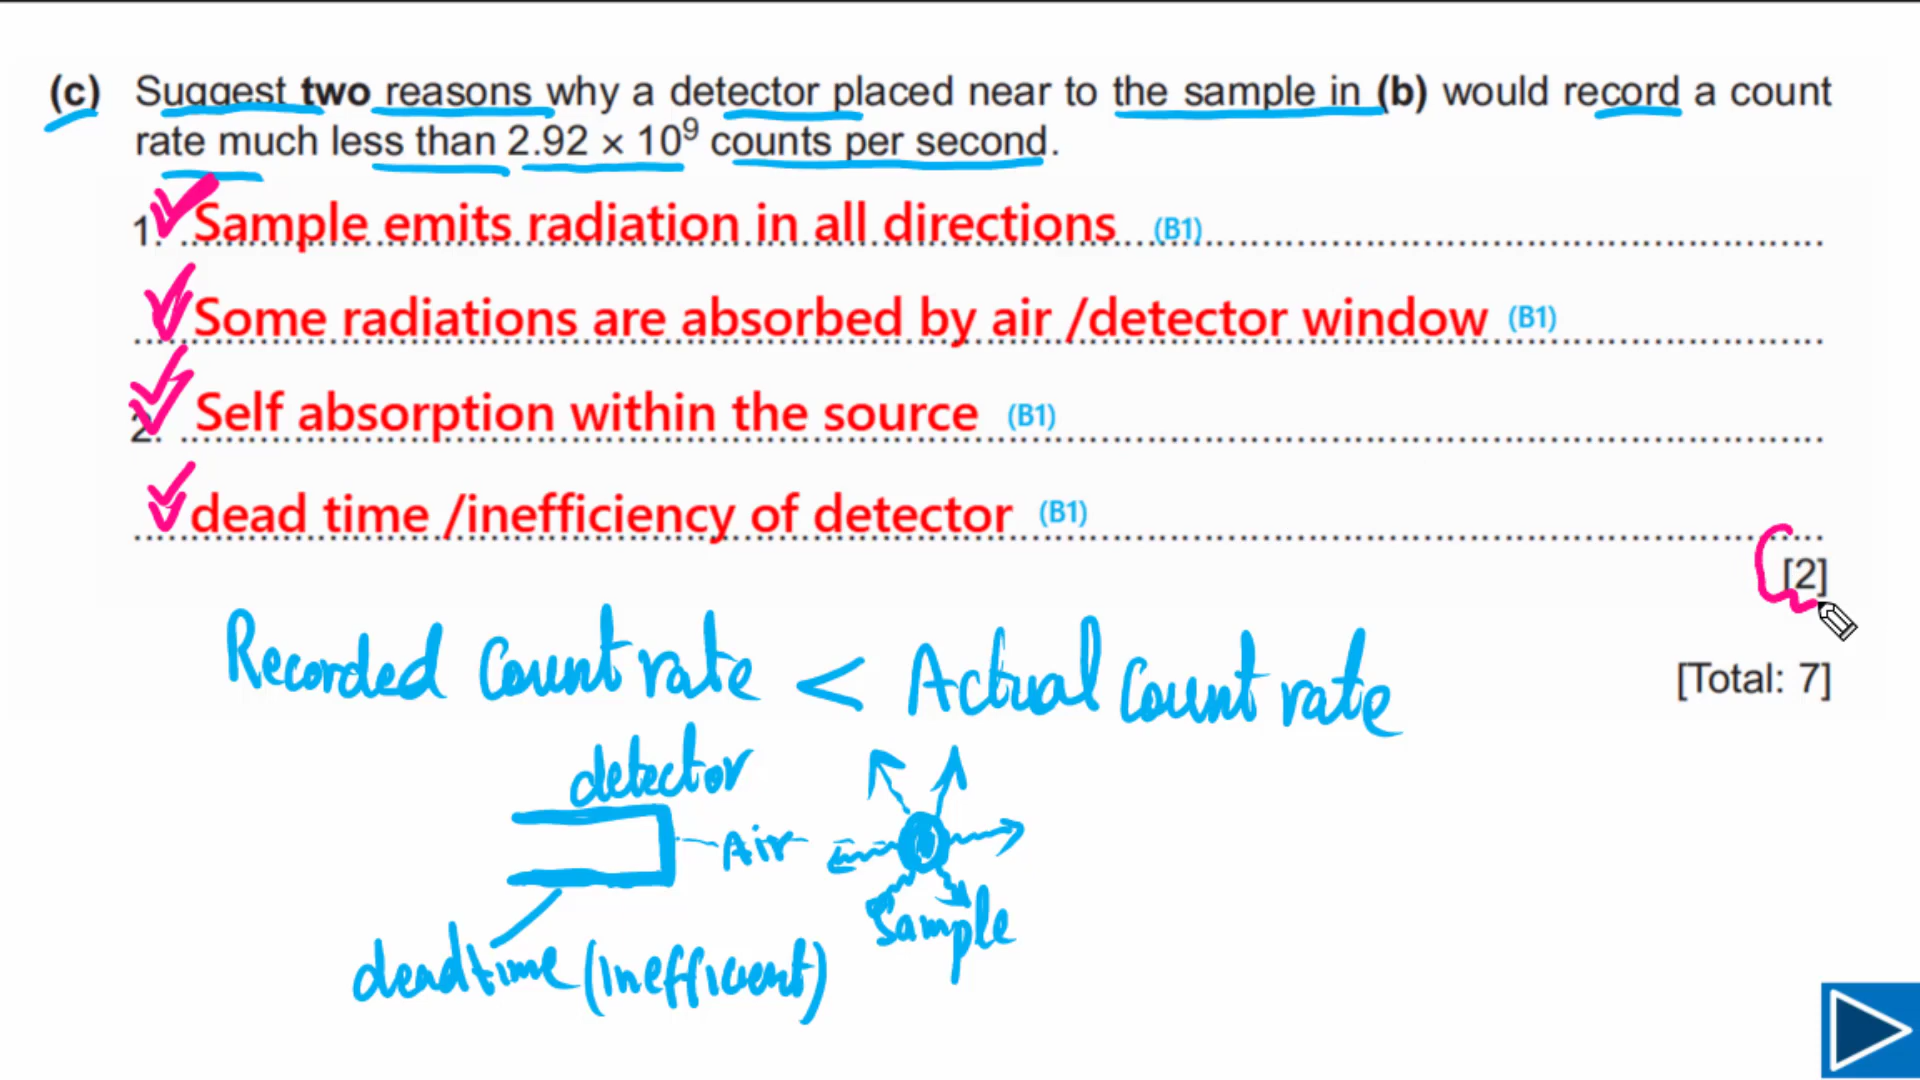 (c) Suggest two reasons why a detector placed near to the sample in (b) would record a count
rate much less than 2.92 × 10⁹ counts per second.
1. Sample emits radiation in all directions (B1)
Some radiations are absorbed by air /detector window (B1)
2. Self absorption within the source (B1)
dead time /inefficiency of detector (B1)
[2]
Recorded Count rate < Actual Count rate
[Total: 7]
detector
Air
Sample
deadtime (inefficient)